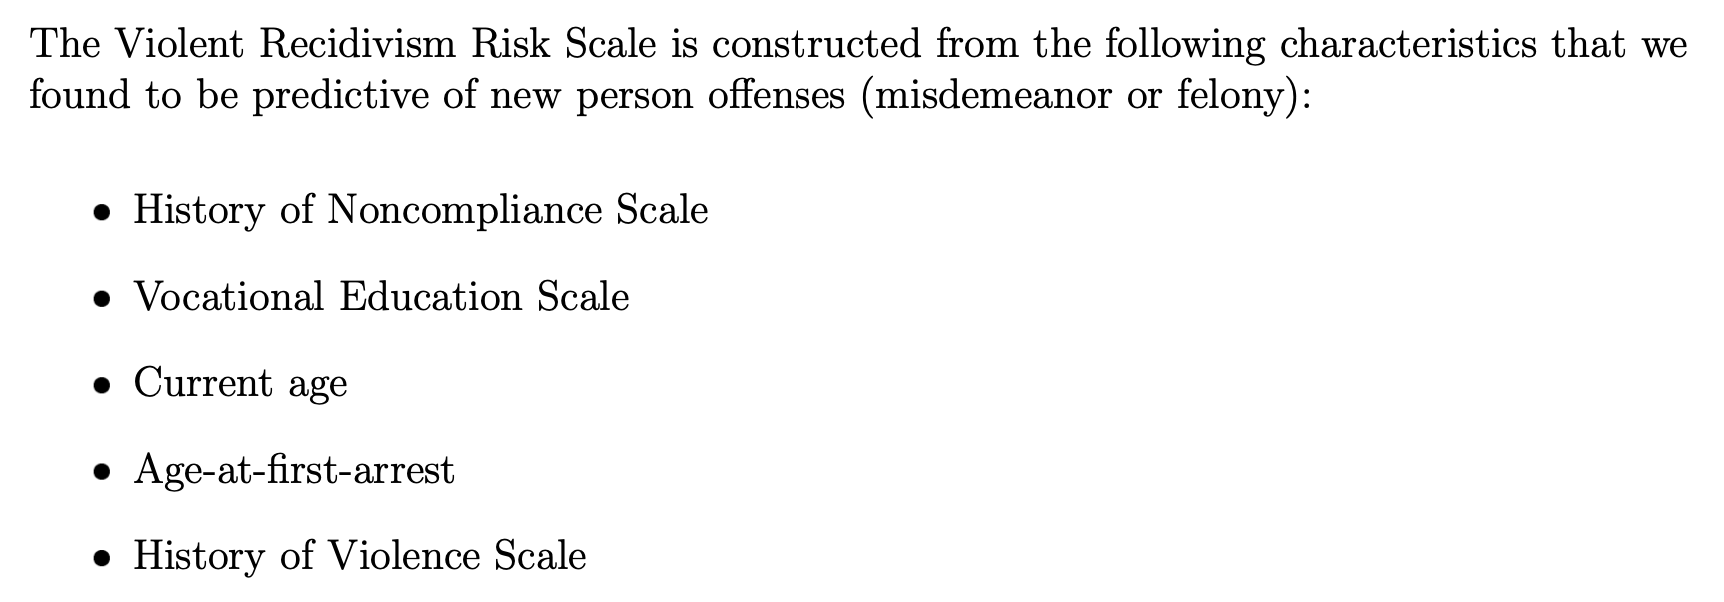 The Violent Recidivism Risk Scale is constructed from the following characteristics that we
found to be predictive of new person offenses (misdemeanor or felony):
• History of Noncompliance Scale
• Vocational Education Scale
• Current age
• Age-at-first-arrest
• History of Violence Scale